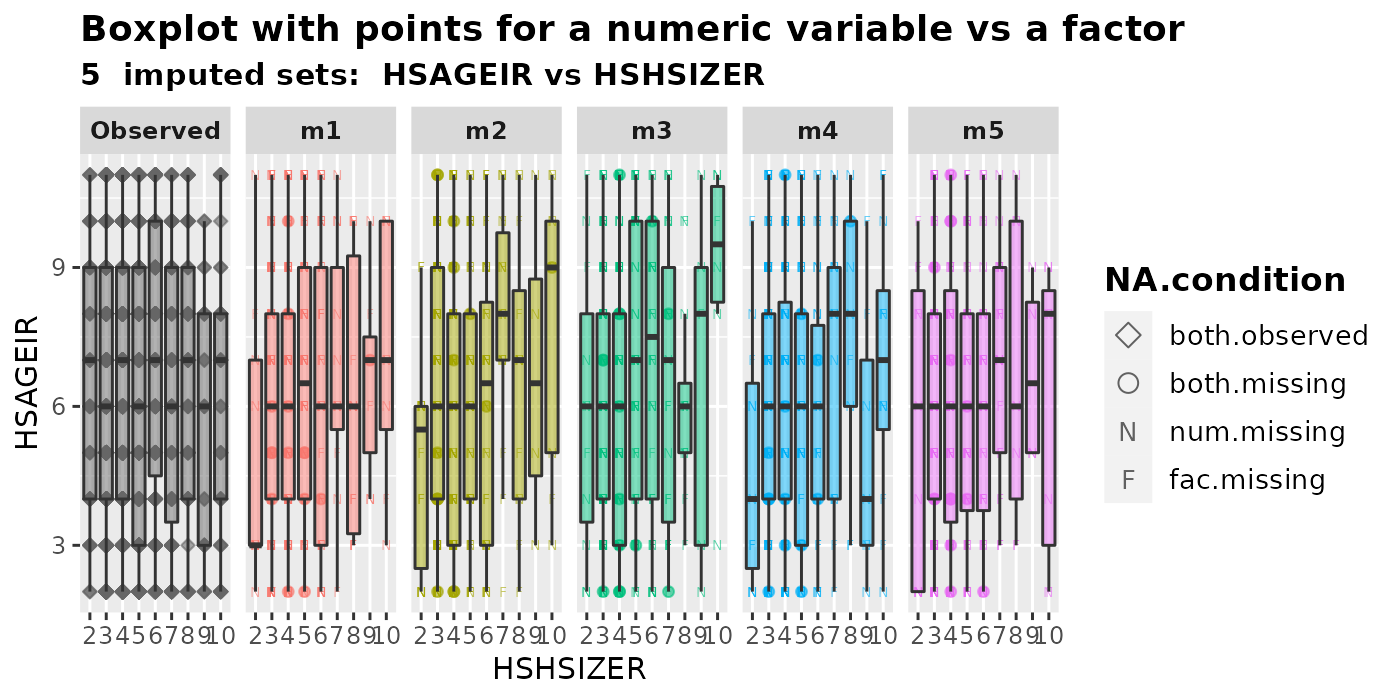 Boxplot with points for a numeric variable vs a factor
5  imputed sets:  HSAGEIR vs HSHSIZER
Observed m1 m2 m3 m4 m5
HSAGEIR
9
6
3
2 3 4 5 6 7 8 9 10 2 3 4 5 6 7 8 9 10 2 3 4 5 6 7 8 9 10 2 3 4 5 6 7 8 9 10 2 3 4 5 6 7 8 9 10 2 3 4 5 6 7 8 9 10
HSHSIZER
NA.condition
both.observed
both.missing
N num.missing
F fac.missing